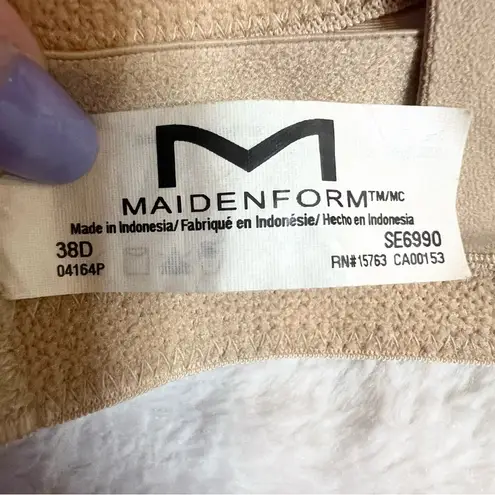 MAIDENFORM™/MC
Made in Indonesia/ Fabriqué en Indonésie/ Hecho en Indonesia
38D SE6990
04164P RN#15763 CA00153